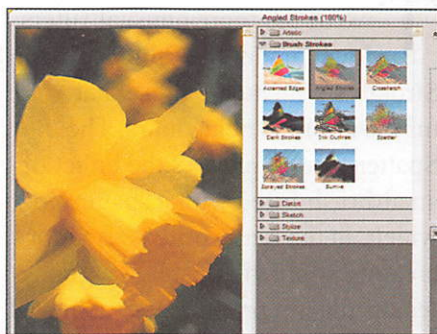 Angled Strokes (100%)
Artistic
Brush Strokes
Accented Edges Angled Strokes Crosshatch
Dark Strokes Ink Outlines Spatter
Sprayed Strokes Sumi-e
Distort
Sketch
Stylize
Texture